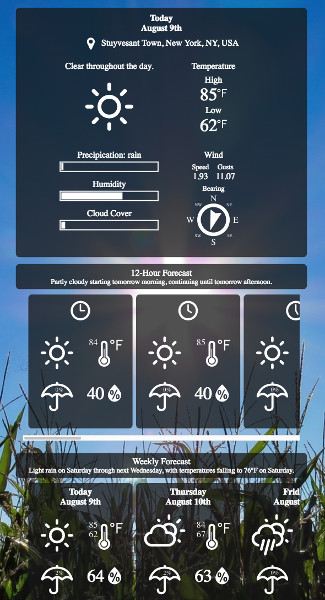 Today
August 9th
Stuyvesant Town, New York, NY, USA
Clear throughout the day.
Temperature
High
85°F
Low
62°F
Precipication: rain
Humidity
Cloud Cover
Wind
Speed Gusts
1.93 11.07
Bearing
N
W E
S
12-Hour Forecast
Partly cloudy starting tomorrow morning, continuing until tomorrow afternoon.
84 °F
85 °F
0% 40 %
0% 40 %
Weekly Forecast
Light rain on Saturday through next Wednesday, with temperatures falling to 76°F on Saturday.
Today
August 9th
Thursday
August 10th
Frid
August
85
62
°F
84
67
°F
64 %
63 %